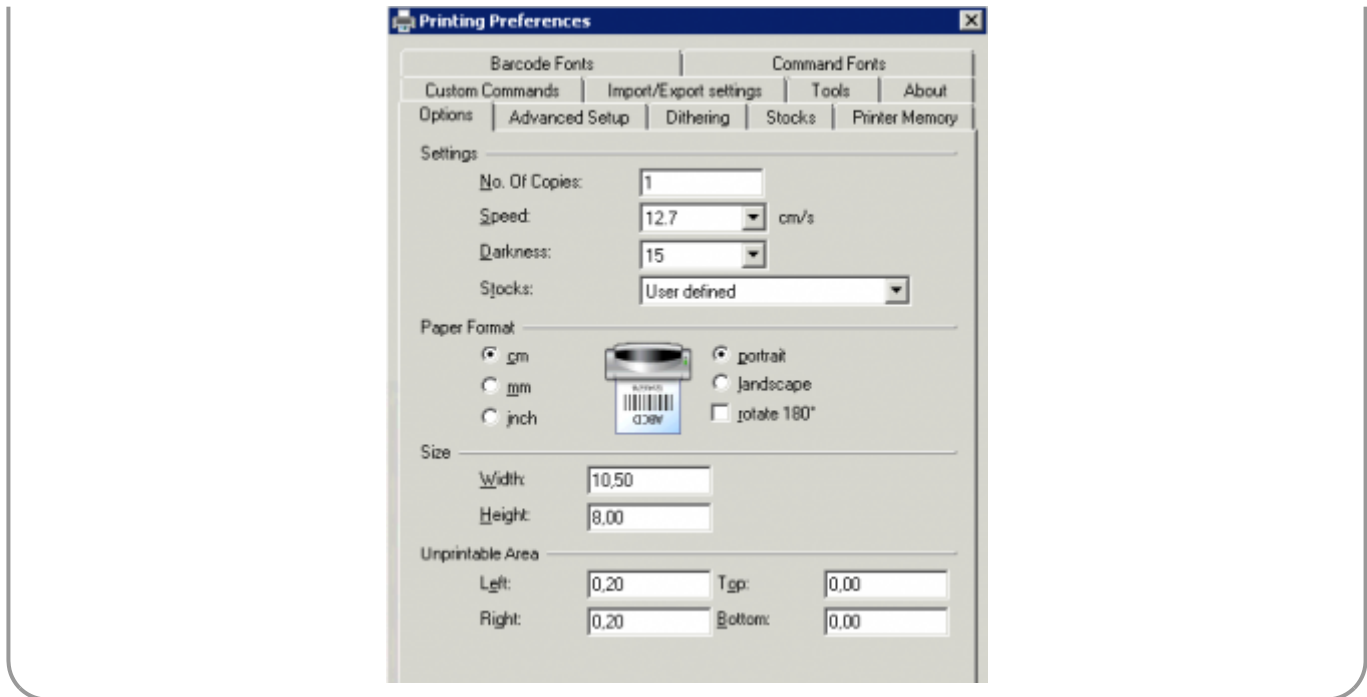 Printing Preferences
Barcode Fonts Command Fonts
Custom Commands Import/Export settings Tools About
Options Advanced Setup Dithering Stocks Printer Memory
Settings
No. Of Copies: 1
Speed: 12.7 cm/s
Darkness: 15
Stocks: User defined
Paper Format
cm portrait
mm landscape
inch rotate 180°
ABCD
Size
Width: 10,50
Height: 8,00
Unprintable Area
Left: 0,20 Top: 0,00
Right: 0,20 Bottom: 0,00